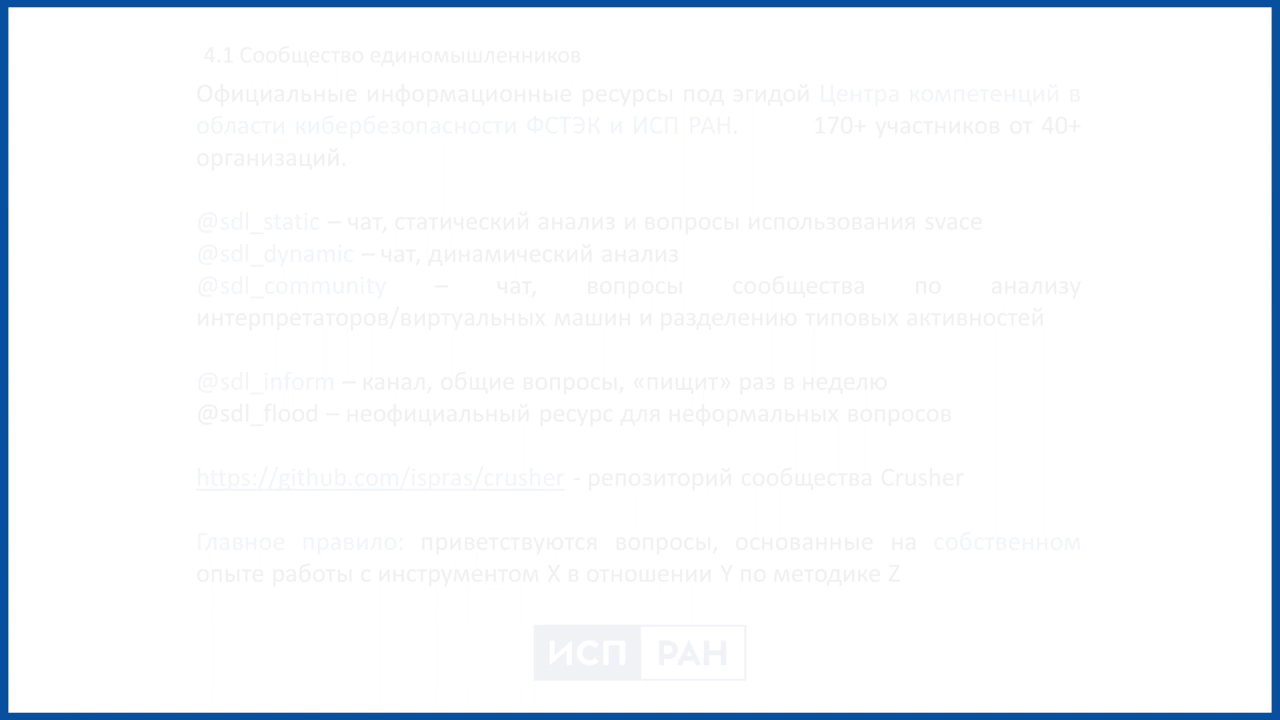 4.1 Сообщество единомышленников
Официальные информационные ресурсы под эгидой Центра компетенций в
области кибербезопасности ФСТЭК и ИСП РАН. 170+ участников от 40+
организаций.
@sdl_static – чат, статический анализ и вопросы использования svace
@sdl_dynamic – чат, динамический анализ
@sdl_community – чат, вопросы сообщества по анализу
интерпретаторов/виртуальных машин и разделению типовых активностей
@sdl_inform – канал, общие вопросы, «пищит» раз в неделю
@sdl_flood – неофициальный ресурс для неформальных вопросов
https://github.com/ispras/crusher - репозиторий сообщества Crusher
Главное правило: приветствуются вопросы, основанные на собственном
опыте работы с инструментом X в отношении Y по методике Z
ИСП РАН